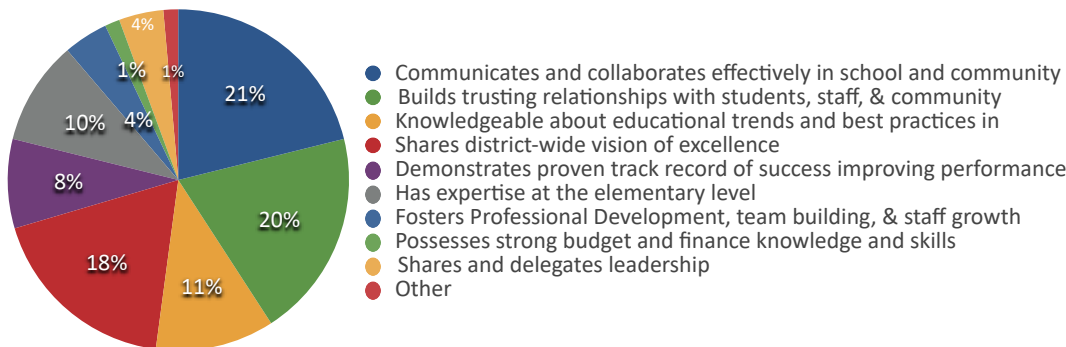 4%
1%
1%
21%
10%
4%
8%
20%
18%
11%
Communicates and collaborates effectively in school and community
Builds trusting relationships with students, staff, & community
Knowledgeable about educational trends and best practices in
Shares district-wide vision of excellence
Demonstrates proven track record of success improving performance
Has expertise at the elementary level
Fosters Professional Development, team building, & staff growth
Possesses strong budget and finance knowledge and skills
Shares and delegates leadership
Other